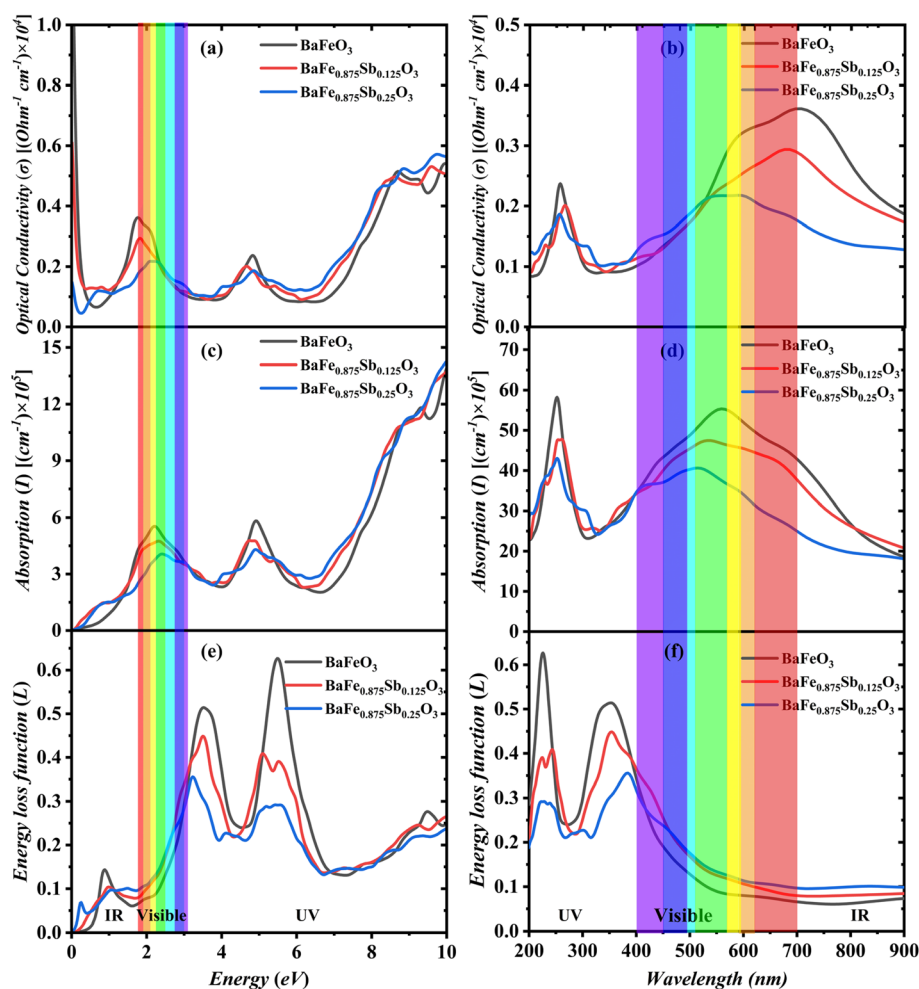 Optical Conductivity (σ) [(Ohm⁻¹ cm⁻¹)×10⁴]
0.0
0.2
0.4
0.6
0.8
1.0
(a)
BaFeO₃
BaFe₀.₈₇₅Sb₀.₁₂₅O₃
BaFe₀.₈₇₅Sb₀.₂₅O₃
Optical Conductivity (σ) [(Ohm⁻¹ cm⁻¹)×10⁴]
0.0
0.1
0.2
0.3
0.4
0.5
(b)
BaFeO₃
BaFe₀.₈₇₅Sb₀.₁₂₅O₃
BaFe₀.₈₇₅Sb₀.₂₅O₃
Absorption (I) [(cm⁻¹)×10⁵]
0
3
6
9
12
15
(c)
BaFeO₃
BaFe₀.₈₇₅Sb₀.₁₂₅O₃
BaFe₀.₈₇₅Sb₀.₂₅O₃
Absorption (I) [(cm⁻¹)×10⁵]
0
10
20
30
40
50
60
70
(d)
BaFeO₃
BaFe₀.₈₇₅Sb₀.₁₂₅O₃
BaFe₀.₈₇₅Sb₀.₂₅O₃
Energy loss function (L)
0.0
0.1
0.2
0.3
0.4
0.5
0.6
(e)
BaFeO₃
BaFe₀.₈₇₅Sb₀.₁₂₅O₃
BaFe₀.₈₇₅Sb₀.₂₅O₃
IR Visible UV
0 2 4 6 8 10
Energy (eV)
Energy loss function (L)
0.0
0.1
0.2
0.3
0.4
0.5
0.6
(f)
BaFeO₃
BaFe₀.₈₇₅Sb₀.₁₂₅O₃
BaFe₀.₈₇₅Sb₀.₂₅O₃
UV Visible IR
200 300 400 500 600 700 800 900
Wavelength (nm)